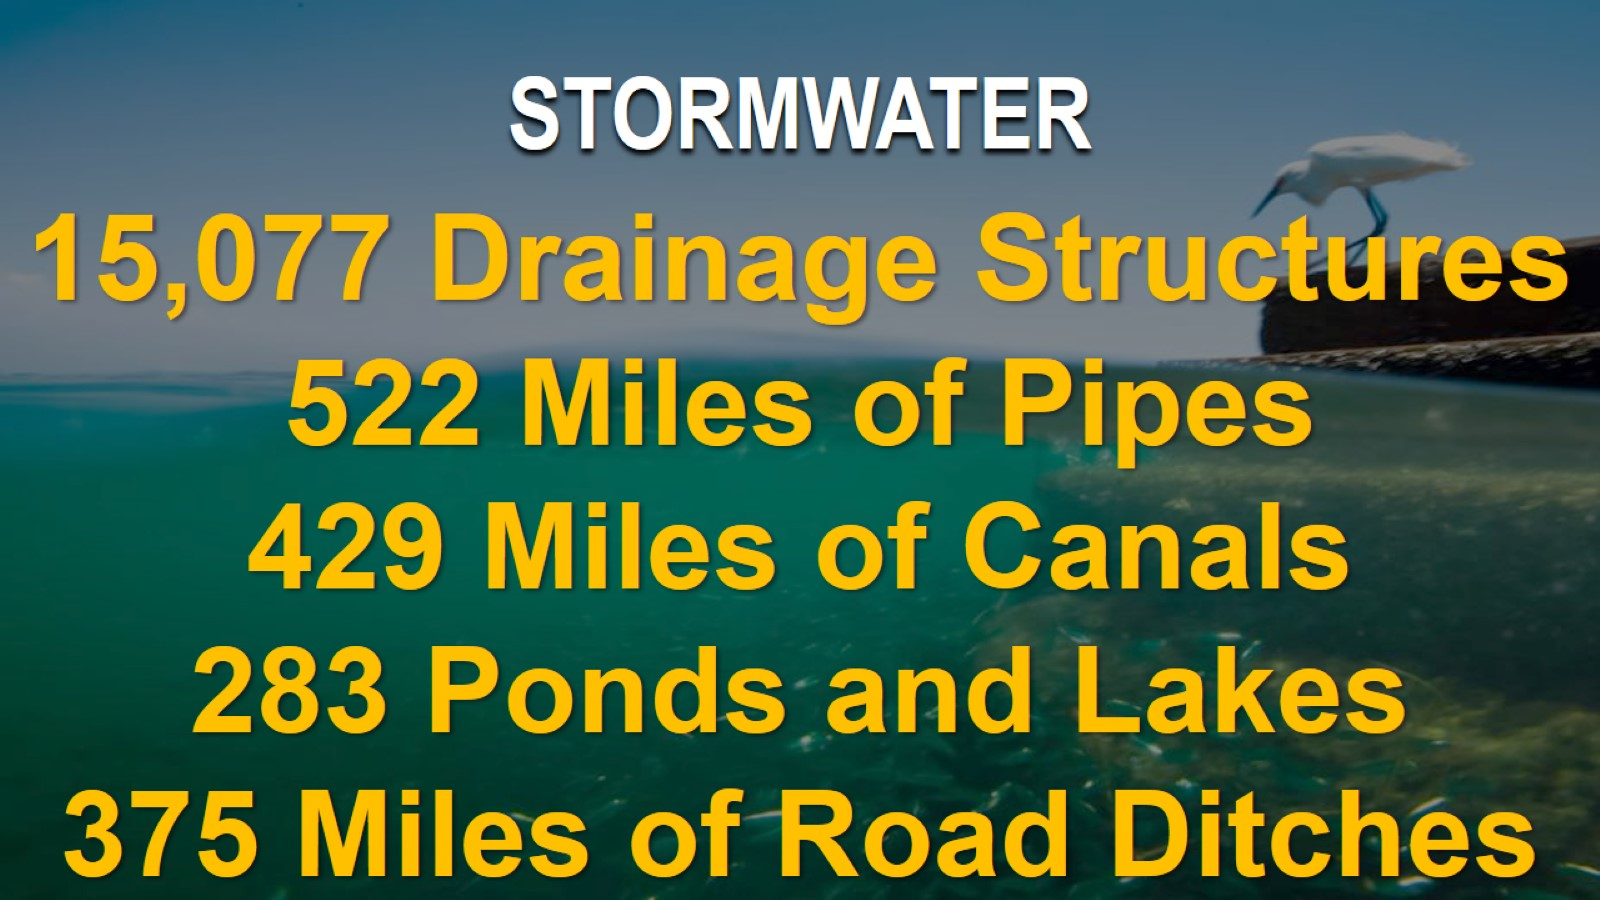 STORMWATER
15,077 Drainage Structures
522 Miles of Pipes
429 Miles of Canals
283 Ponds and Lakes
375 Miles of Road Ditches